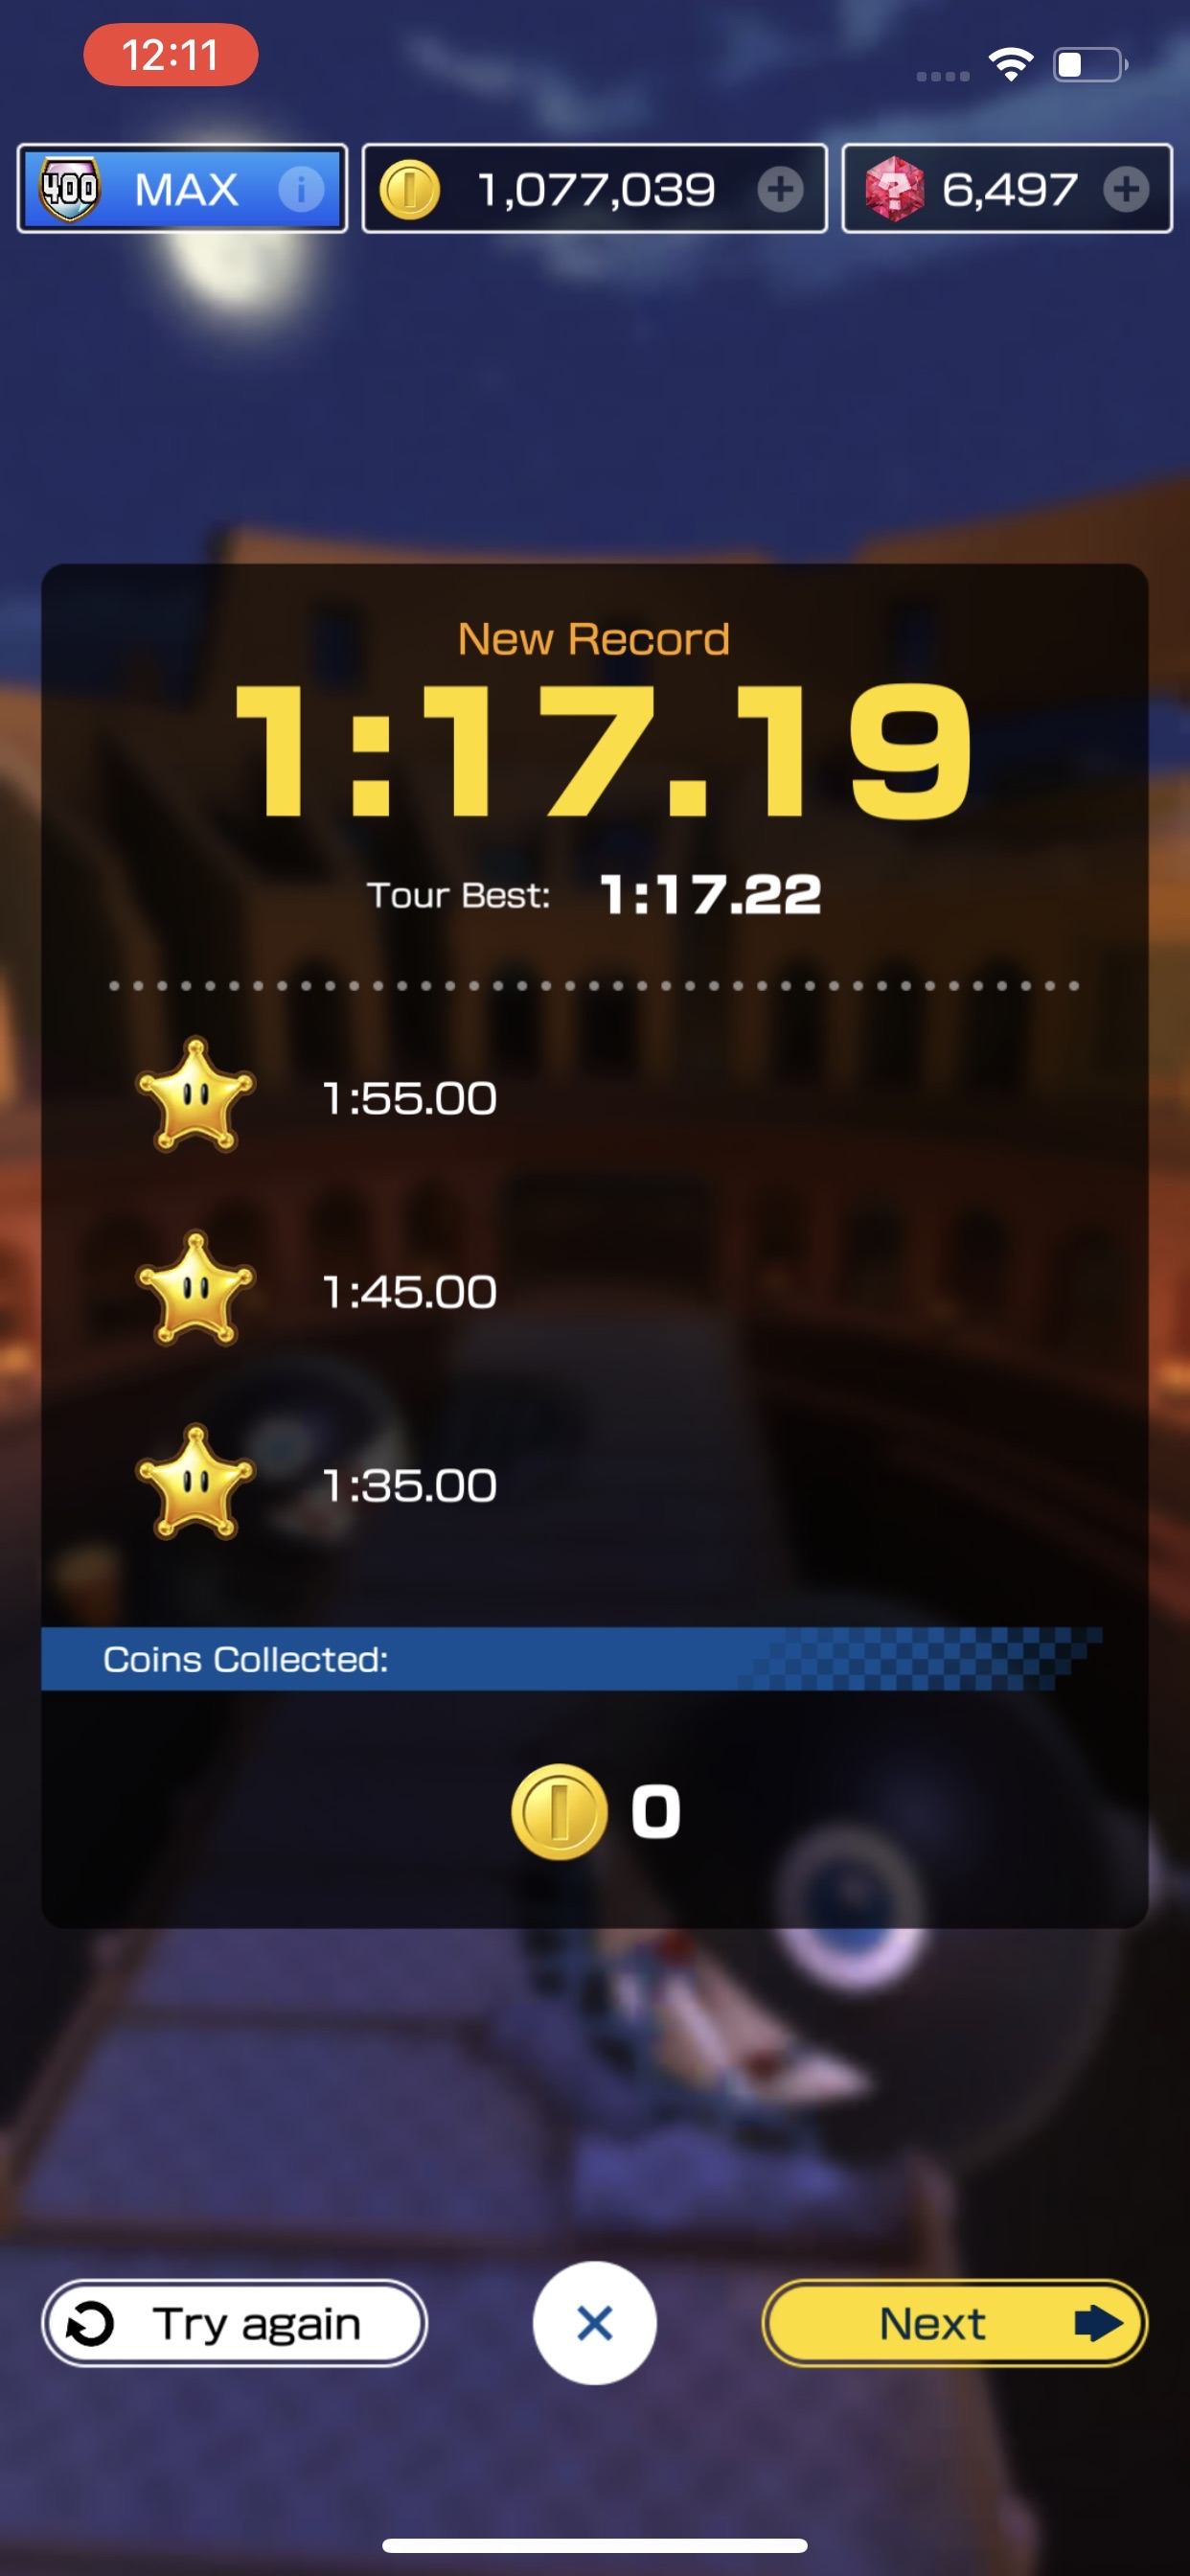 12:11
400 MAX i 1,077,039 + 6,497 +
New Record
1:17.19
Tour Best: 1:17.22
1:55.00
1:45.00
1:35.00
Coins Collected:
0
Try again × Next